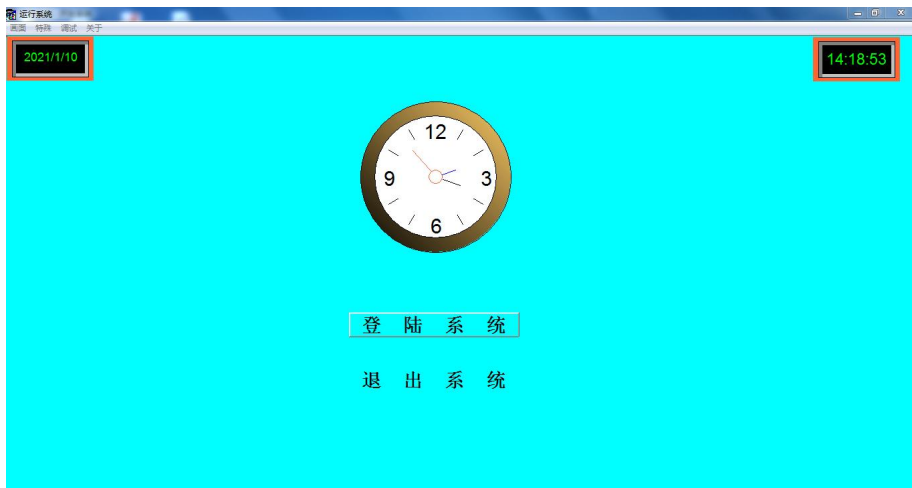 运行系统
画面 特殊 调试 关于
2021/1/10
14:18:53
12
9 3
6
登 陆 系 统
退 出 系 统